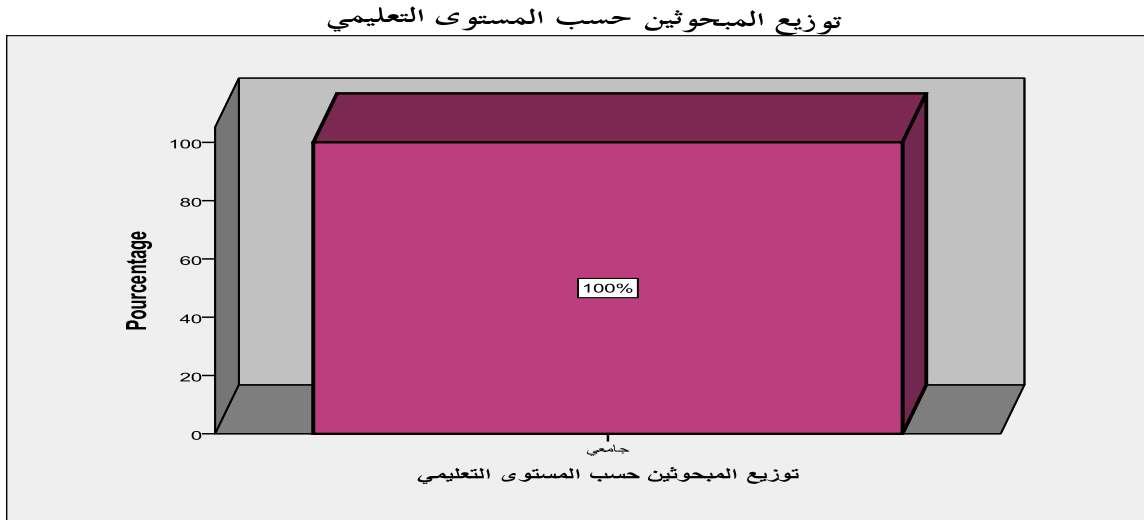 توزيع المبحوثين حسب المستوى التعليمي
100
80
60
40
20
0
Pourcentage
100%
جامعي
توزيع المبحوثين حسب المستوى التعليمي